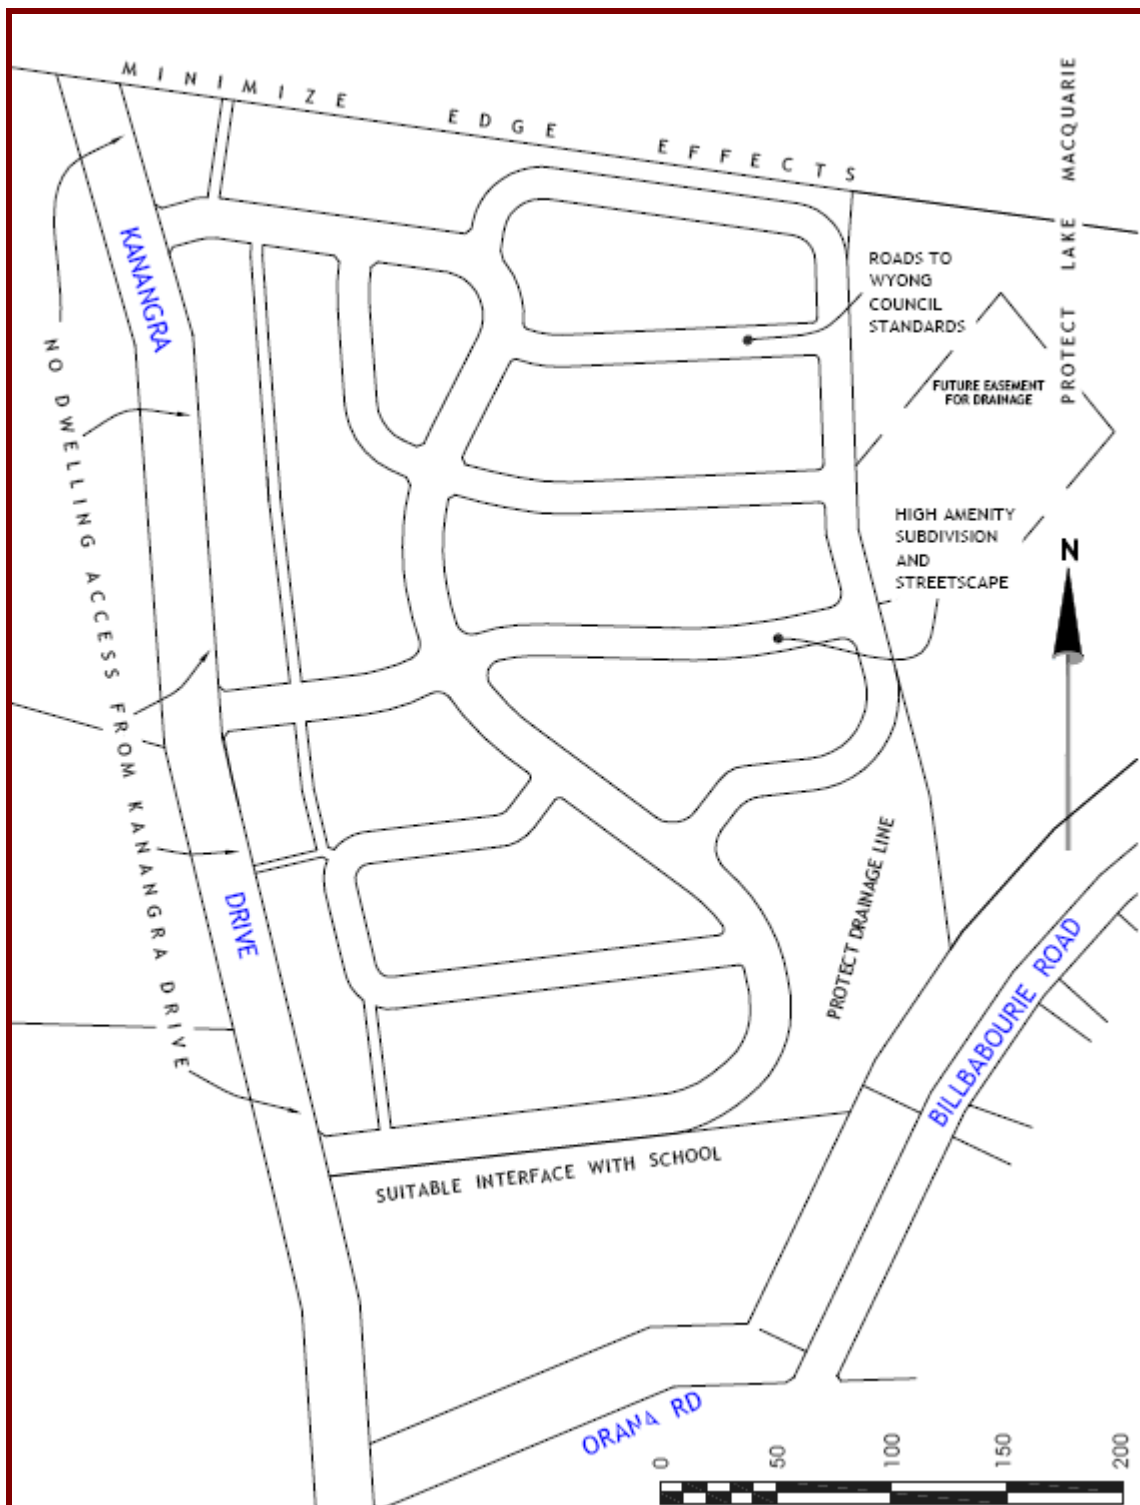 MINIMIZE EDGE EFFECTS
PROTECT LAKE MACQUARIE
KANANGRA
ROADS TO
WYONG
COUNCIL
STANDARDS
NO DWELLING ACCESS FROM KANANGRA DRIVE
FUTURE EASEMENT
FOR DRAINAGE
HIGH AMENITY
SUBDIVISION
AND
STREETSCAPE
N
DRIVE
PROTECT DRAINAGE LINE
BILLBABOURIE ROAD
SUITABLE INTERFACE WITH SCHOOL
ORANA RD
0 50 100 150 200